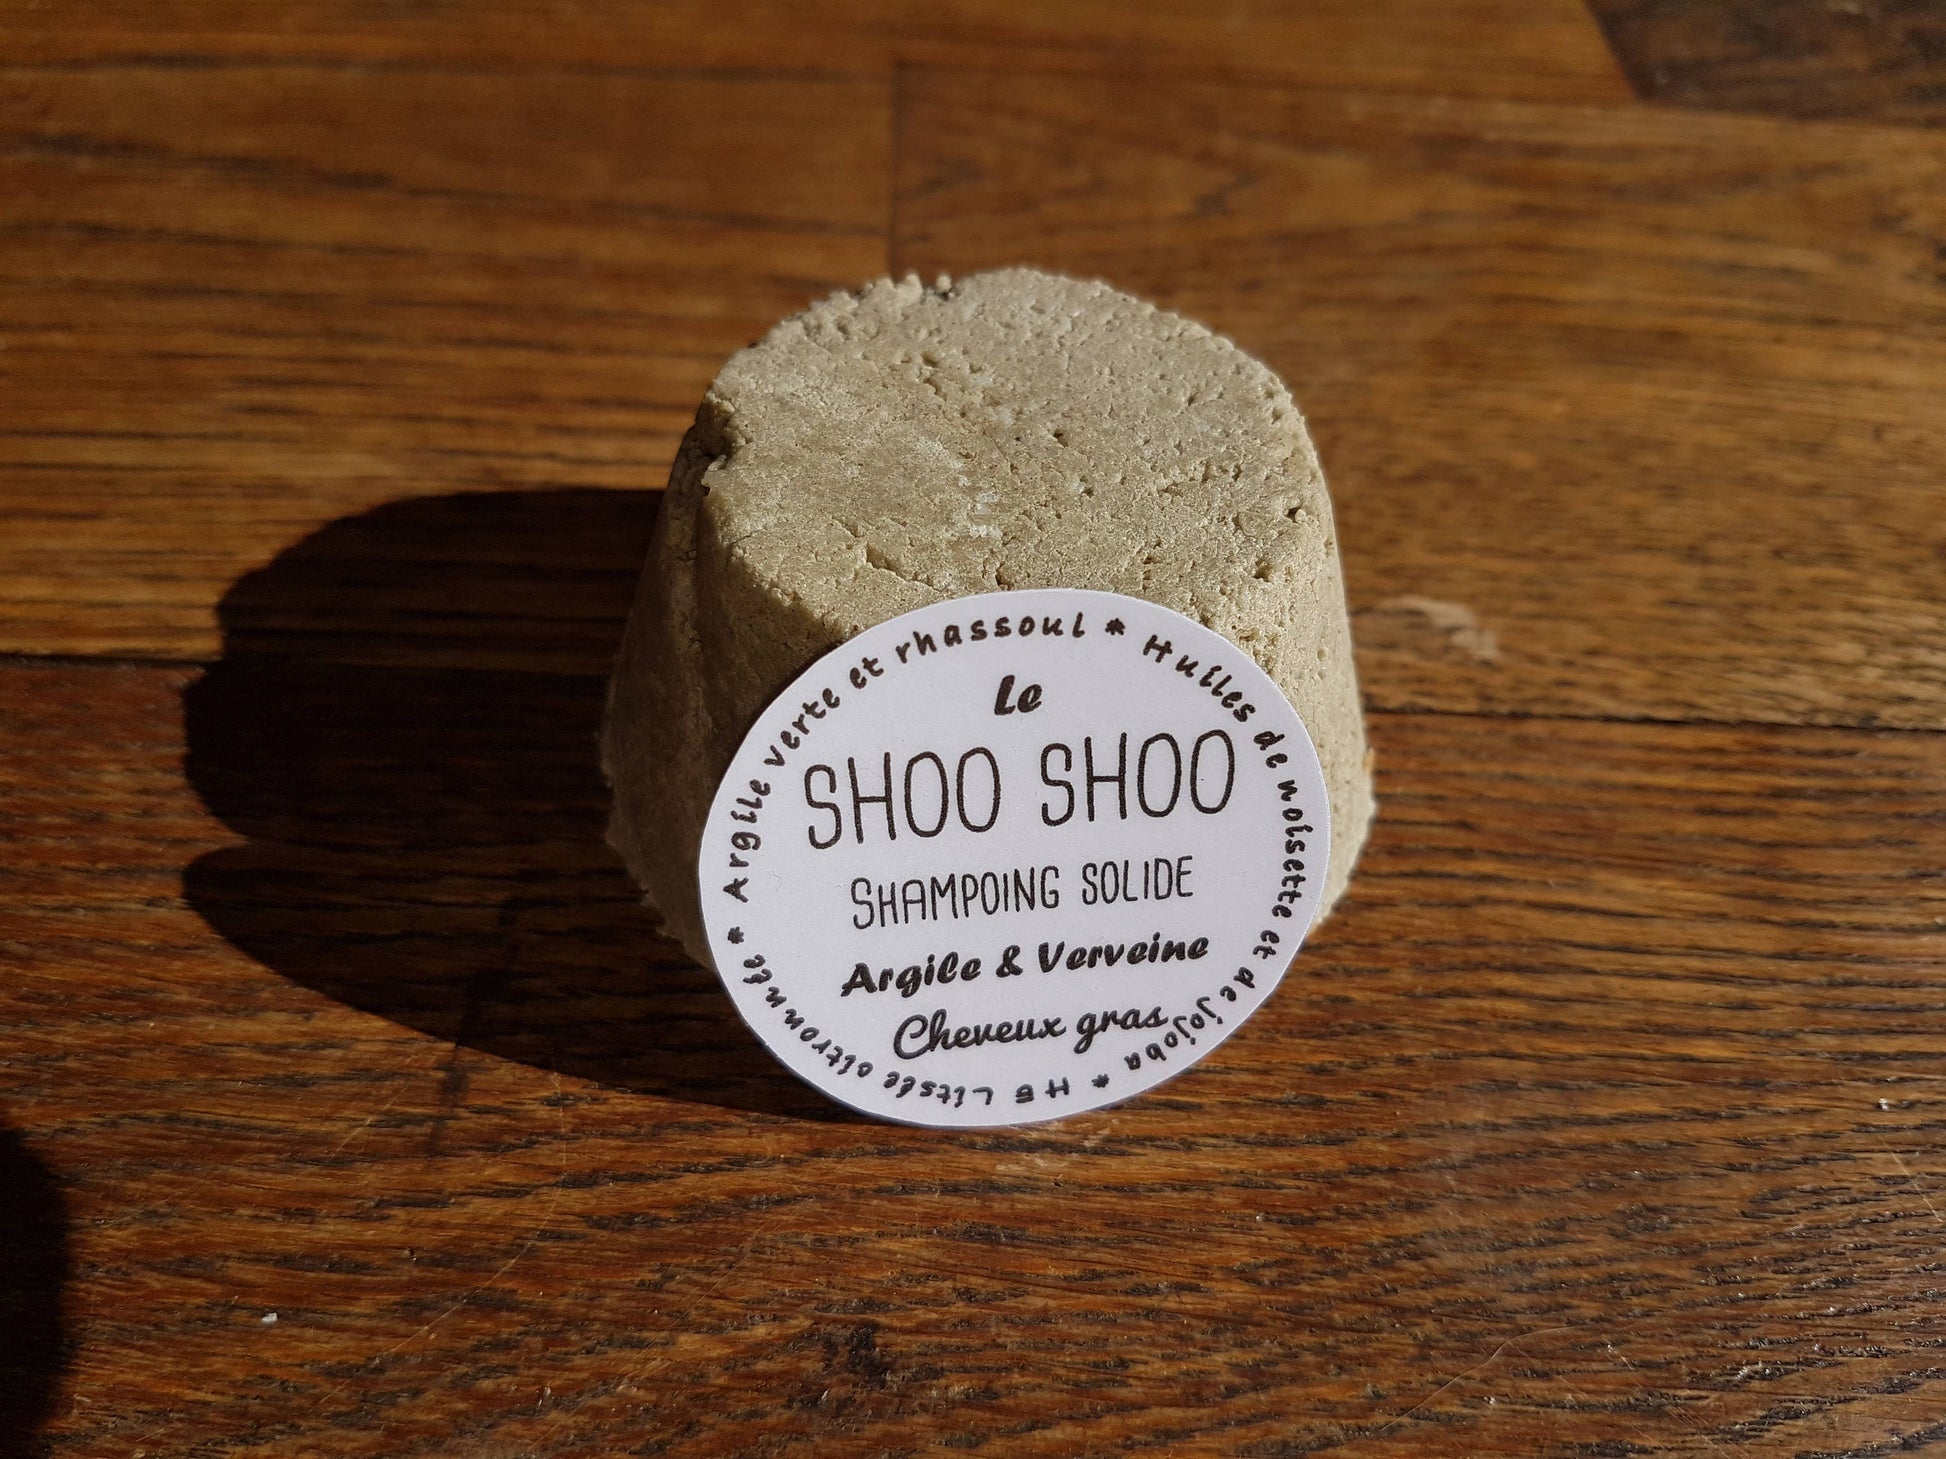 Le
SHOO SHOO
SHAMPOING SOLIDE
Argile & Verveine
Cheveux gras
* Argile verte et rhassoul * Huiles de noisette et de jojoba * HE Litsée citronnée